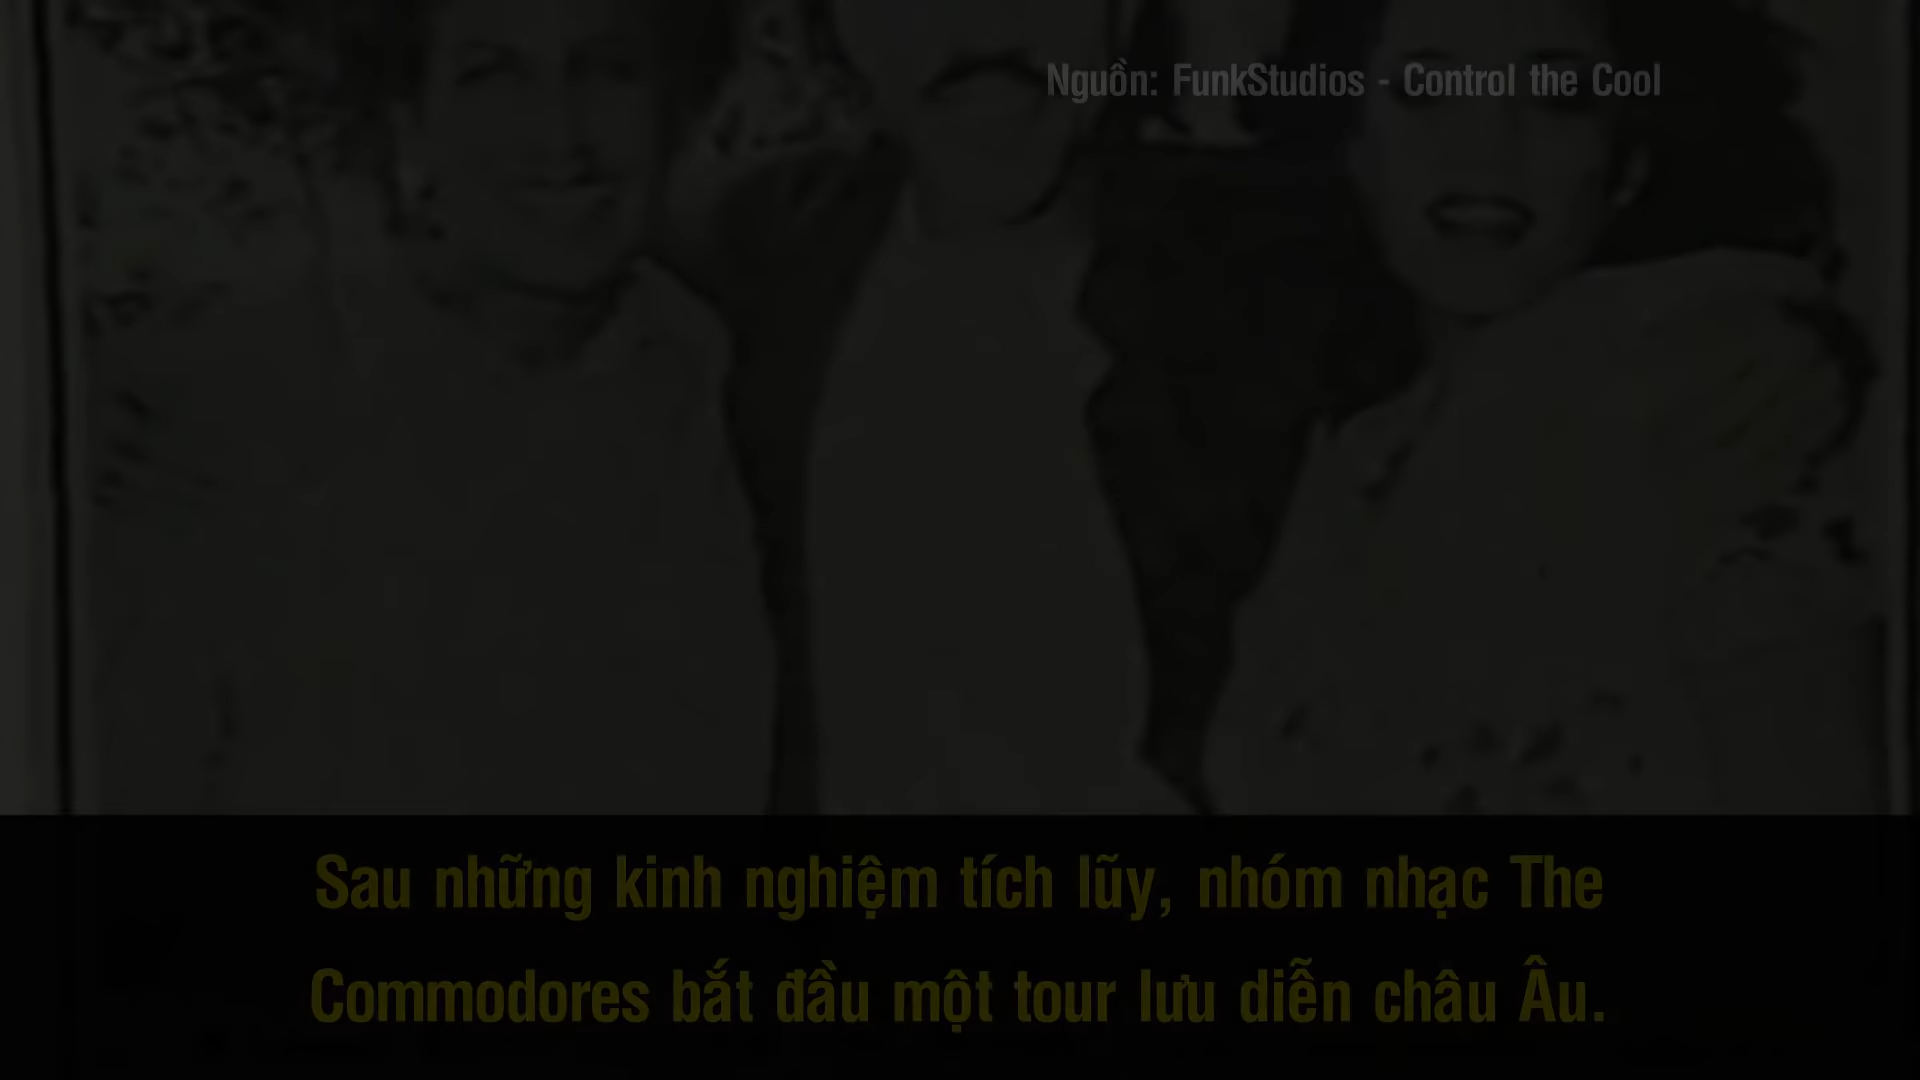 Nguồn: FunkStudios - Control the Cool
Sau những kinh nghiệm tích lũy, nhóm nhạc The
Commodores bắt đầu một tour lưu diễn châu Âu.